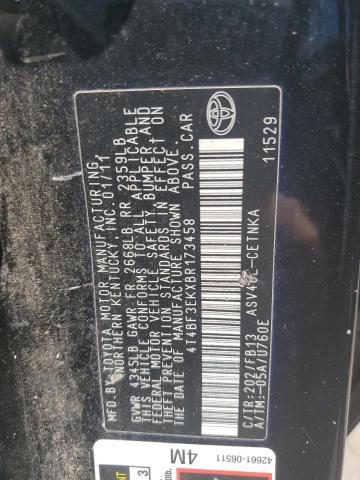 MFD. BY: TOYOTA MOTOR MANUFACTURING,
NORTHERN KENTUCKY, INC. 01/11
GVWR 4345LB GAWR FR. 2668LB RR. 2359LB
THIS VEHICLE CONFORMS TO ALL APPLICABLE
FEDERAL MOTOR VEHICLE SAFETY, BUMPER AND
THEFT PREVENTION STANDARDS IN EFFECT ON
THE DATE OF MANUFACTURE SHOWN ABOVE.
4T4BF3EKXBR173458 PASS.CAR
C/TR: 202/FB13
A/TM: -05A/U760E
11529
42661-06511
4M